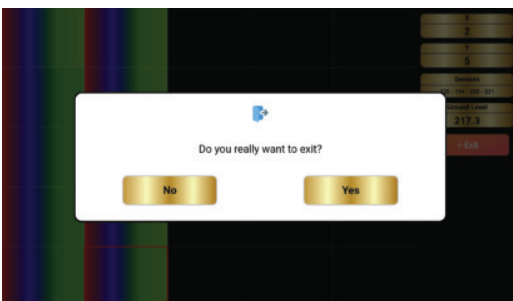 X
2
Y
5
Sensors
Ground Level
217.3
Exit
Do you really want to exit?
No
Yes